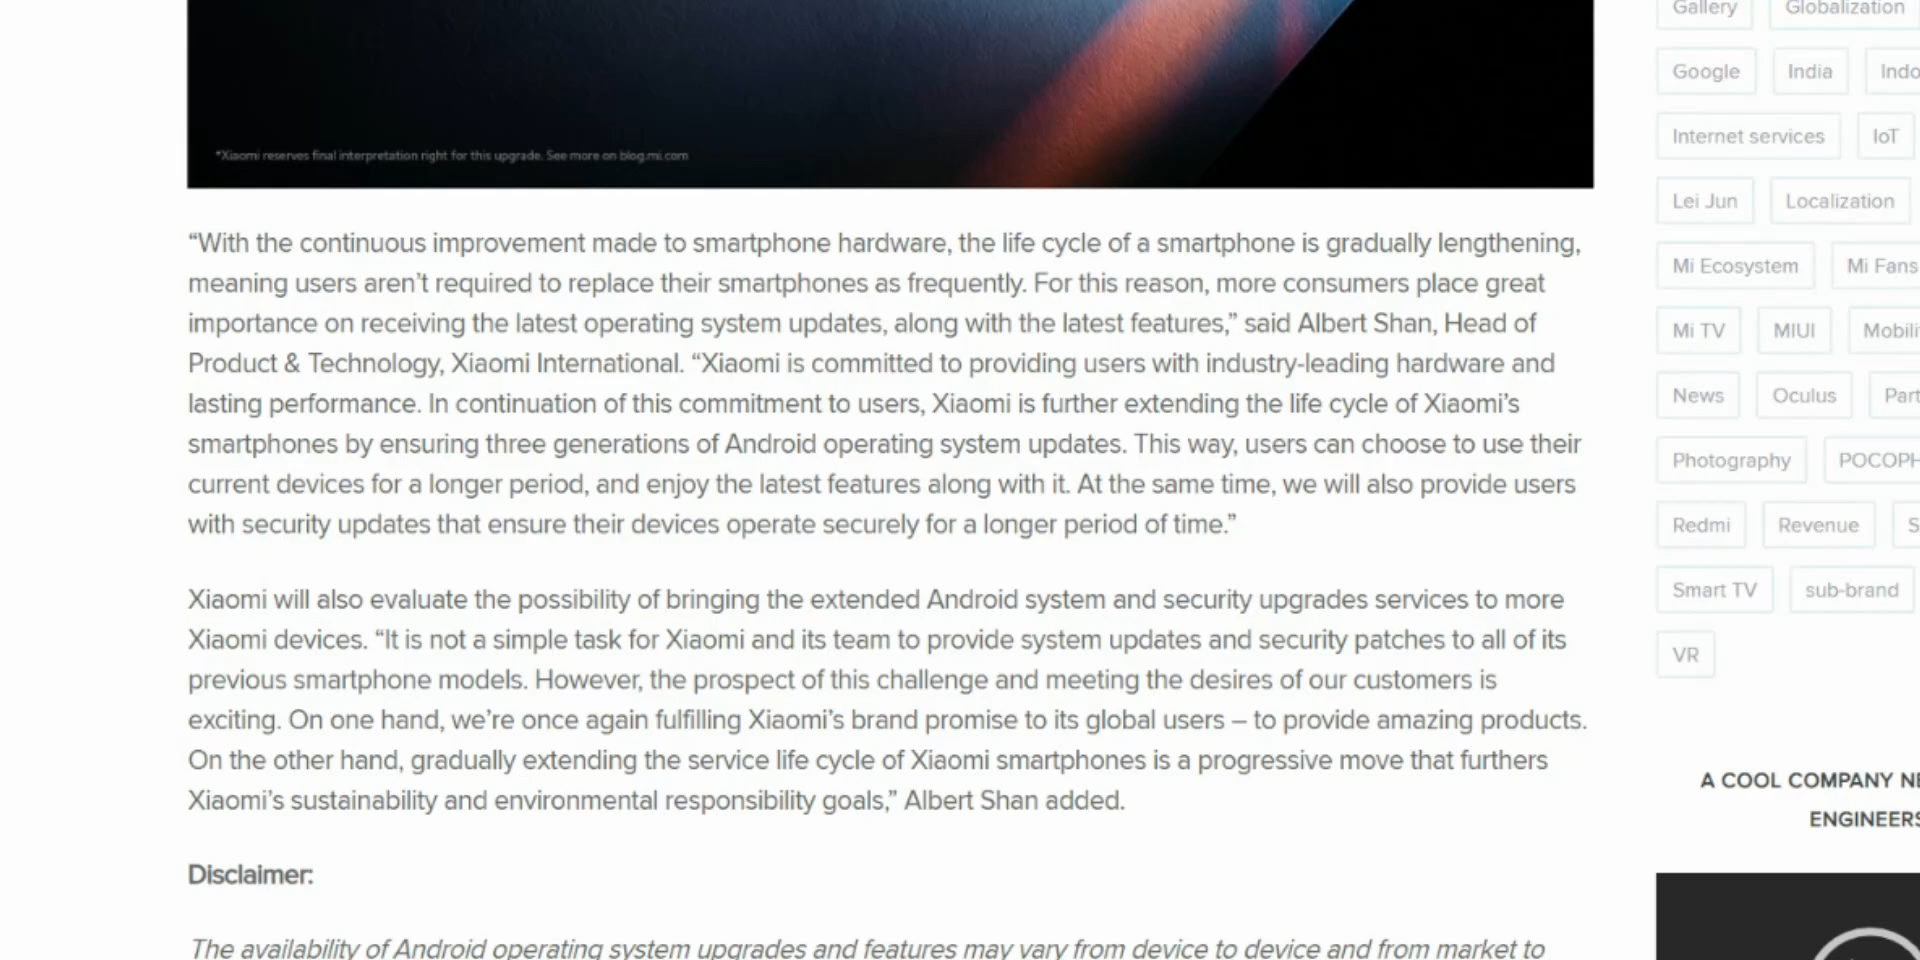 *Xiaomi reserves final interpretation right for this upgrade. See more on blog.mi.com
“With the continuous improvement made to smartphone hardware, the life cycle of a smartphone is gradually lengthening,
meaning users aren’t required to replace their smartphones as frequently. For this reason, more consumers place great
importance on receiving the latest operating system updates, along with the latest features,” said Albert Shan, Head of
Product & Technology, Xiaomi International. “Xiaomi is committed to providing users with industry-leading hardware and
lasting performance. In continuation of this commitment to users, Xiaomi is further extending the life cycle of Xiaomi’s
smartphones by ensuring three generations of Android operating system updates. This way, users can choose to use their
current devices for a longer period, and enjoy the latest features along with it. At the same time, we will also provide users
with security updates that ensure their devices operate securely for a longer period of time.”
Xiaomi will also evaluate the possibility of bringing the extended Android system and security upgrades services to more
Xiaomi devices. “It is not a simple task for Xiaomi and its team to provide system updates and security patches to all of its
previous smartphone models. However, the prospect of this challenge and meeting the desires of our customers is
exciting. On one hand, we’re once again fulfilling Xiaomi’s brand promise to its global users – to provide amazing products.
On the other hand, gradually extending the service life cycle of Xiaomi smartphones is a progressive move that furthers
Xiaomi’s sustainability and environmental responsibility goals,” Albert Shan added.
Disclaimer:
The availability of Android operating system upgrades and features may vary from device to device and from market to
Gallery Globalization
Google India Indo
Internet services IoT
Lei Jun Localization
Mi Ecosystem Mi Fans
Mi TV MIUI Mobili
News Oculus Part
Photography POCOPH
Redmi Revenue S
Smart TV sub-brand
VR
A COOL COMPANY NE
ENGINEERS